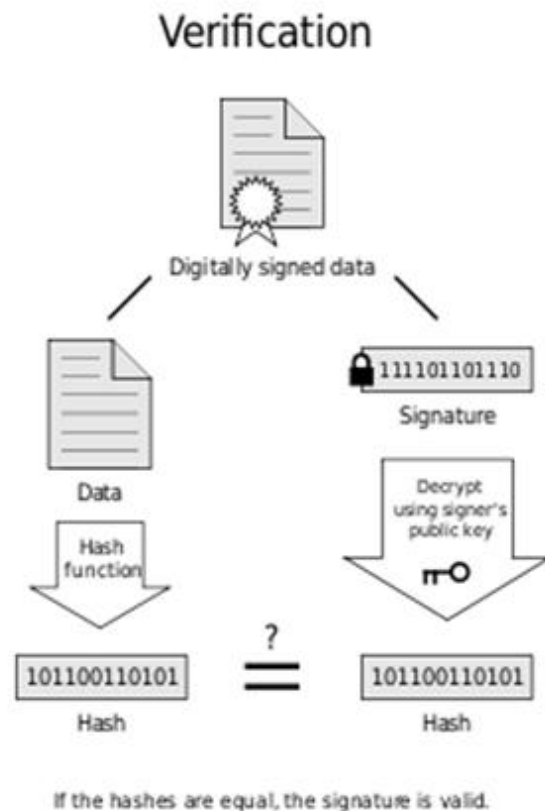 Verification
Digitally signed data
111101101110
Signature
Data
Decrypt
using signer's
public key
Hash
function
?
=
101100110101
101100110101
Hash
Hash
If the hashes are equal, the signature is valid.